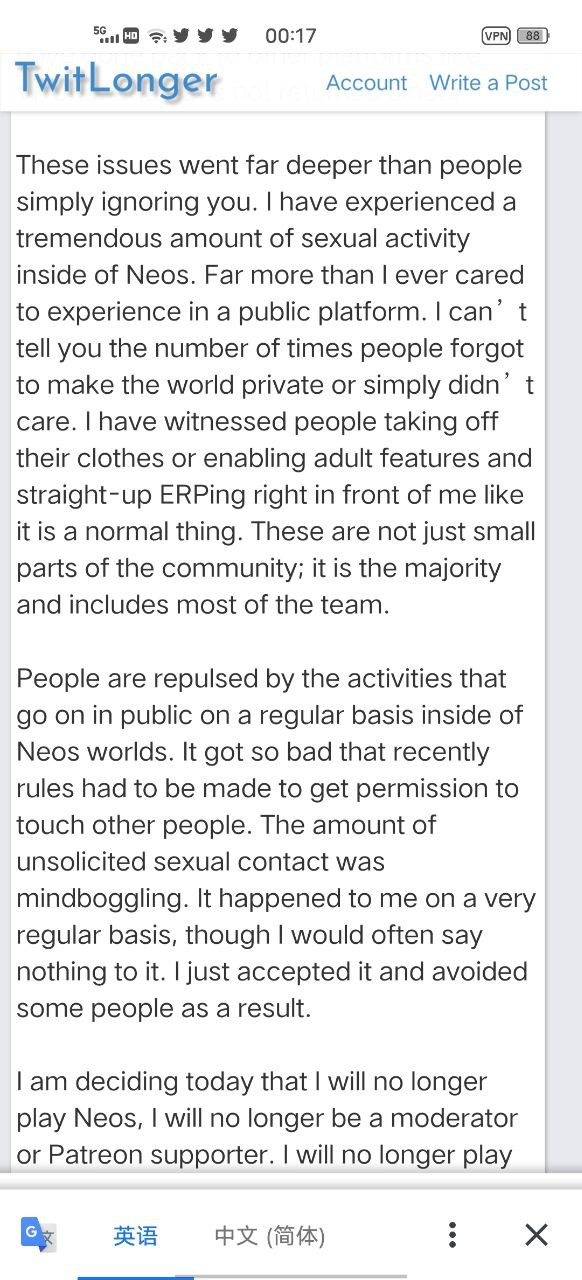 5G HD 00:17 VPN 88
TwitLonger Account Write a Post
These issues went far deeper than people
simply ignoring you. I have experienced a
tremendous amount of sexual activity
inside of Neos. Far more than I ever cared
to experience in a public platform. I can’t
tell you the number of times people forgot
to make the world private or simply didn’t
care. I have witnessed people taking off
their clothes or enabling adult features and
straight-up ERPing right in front of me like
it is a normal thing. These are not just small
parts of the community; it is the majority
and includes most of the team.
People are repulsed by the activities that
go on in public on a regular basis inside of
Neos worlds. It got so bad that recently
rules had to be made to get permission to
touch other people. The amount of
unsolicited sexual contact was
mindboggling. It happened to me on a very
regular basis, though I would often say
nothing to it. I just accepted it and avoided
some people as a result.
I am deciding today that I will no longer
play Neos, I will no longer be a moderator
or Patreon supporter. I will no longer play
G 文 英语 中文 (简体)